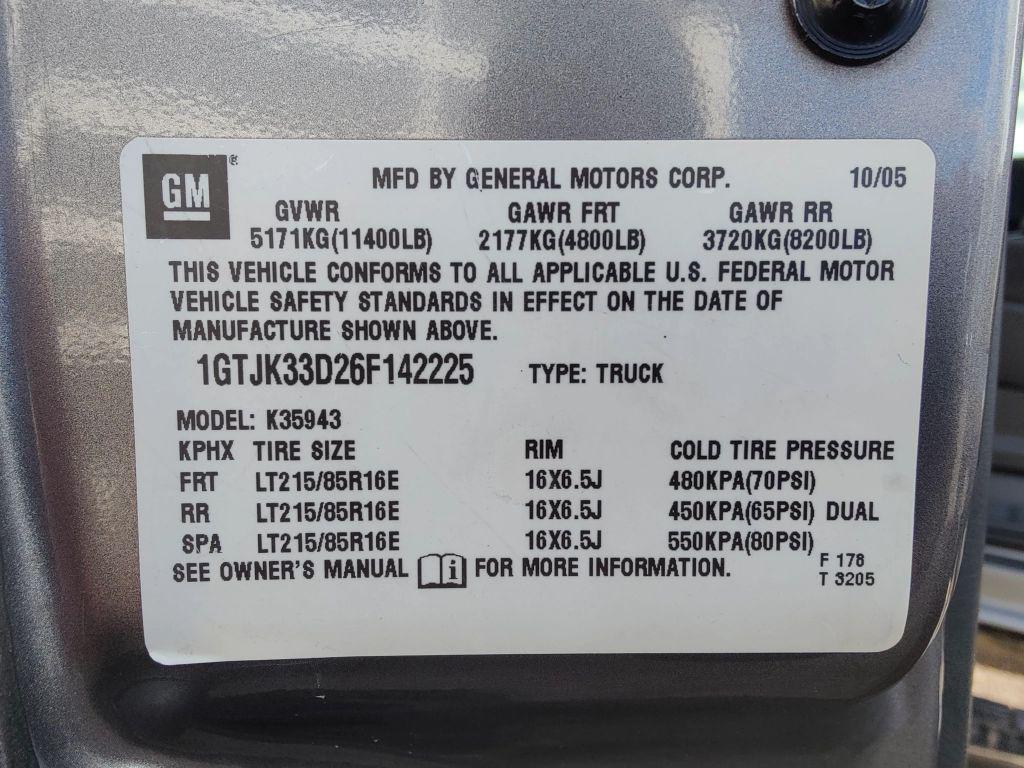 GM®
MFD BY GENERAL MOTORS CORP. 10/05
GVWR GAWR FRT GAWR RR
5171KG(11400LB) 2177KG(4800LB) 3720KG(8200LB)
THIS VEHICLE CONFORMS TO ALL APPLICABLE U.S. FEDERAL MOTOR
VEHICLE SAFETY STANDARDS IN EFFECT ON THE DATE OF
MANUFACTURE SHOWN ABOVE.
1GTJK33D26F142225 TYPE: TRUCK
MODEL: K35943
KPHX TIRE SIZE RIM COLD TIRE PRESSURE
FRT LT215/85R16E 16X6.5J 480KPA(70PSI)
RR LT215/85R16E 16X6.5J 450KPA(65PSI) DUAL
SPA LT215/85R16E 16X6.5J 550KPA(80PSI)
SEE OWNER'S MANUAL i FOR MORE INFORMATION.
F 178
T 3205